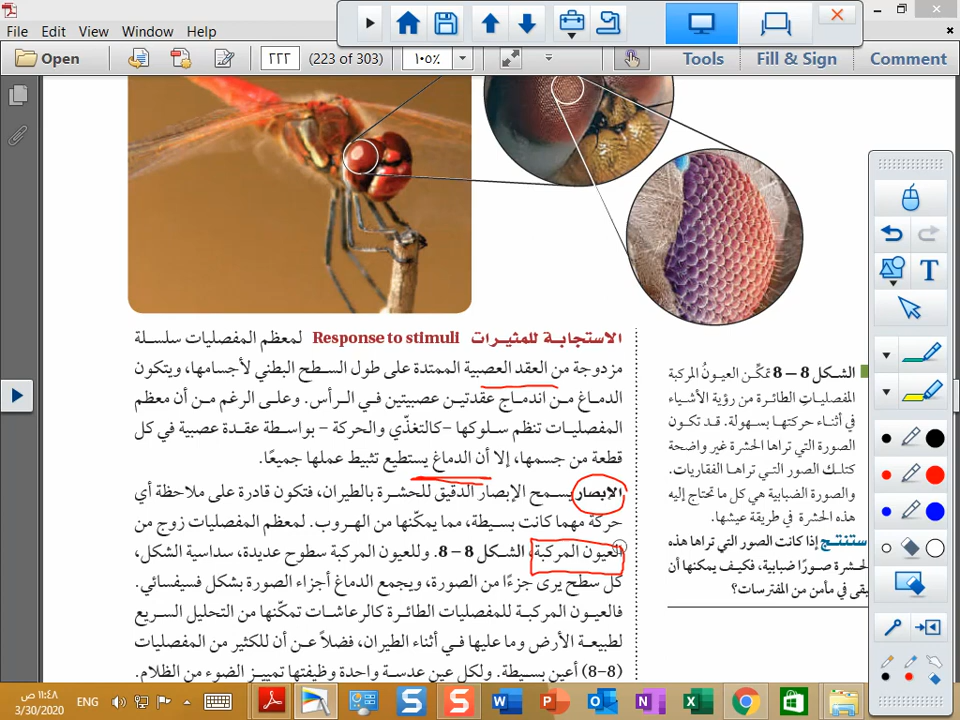 File Edit View Window Help
Open
٢٢٢
(223 of 303)
١٠٥٪
Tools
Fill & Sign
Comment
الاستجابة للمثيرات Response to stimuli لمعظم المفصليات سلسلة
مزدوجة من العقد العصبية الممتدة على طول السطح البطني لأجسامها، ويتكون
الدماغ من اندماج عقدتين عصبيتين في الرأس. وعلى الرغم من أن معظم
المفصليات تنظم سلوكها -كالتغذّي والحركة - بواسطة عقدة عصبية في كل
قطعة من جسمها، إلا أن الدماغ يستطيع تثبيط عملها جميعًا.
الإبصار يسمح الإبصار الدقيق للحشرة بالطيران، فتكون قادرة على ملاحظة أي
حركة مهما كانت بسيطة، مما يمكّنها من الهروب. لمعظم المفصليات زوج من
العيون المركبة، الشكل 8 – 8. وللعيون المركبة سطوح عديدة، سداسية الشكل،
كل سطح يرى جزءًا من الصورة، ويجمع الدماغ أجزاء الصورة بشكل فسيفسائي.
فالعيون المركبة للمفصليات الطائرة كالرعاشات تمكّنها من التحليل السريع
لطبيعة الأرض وما عليها في أثناء الطيران، فضلاً عن أن للكثير من المفصليات
(8-8) أعين بسيطة. ولكل عين عدسة واحدة وظيفتها تمييز الضوء من الظلام.
الشكل 8 – 8 تمكّن العيونُ المركبة
المفصلياتِ الطائرة من رؤية الأشياء
في أثناء حركتها بسهولة. قد تكون
الصورة التي تراها الحشرة غير واضحة
كتلك الصور التي تراها الفقاريات.
والصورة الضبابية هي كل ما تحتاج إليه
هذه الحشرة في طريقة عيشها.
ستنتج إذا كانت الصور التي تراها هذه
لحشرة صورًا ضبابية، فكيف يمكنها أن
بقى في مأمن من المفترسات؟
T
١١:٤٨ ص
3/30/2020
ENG